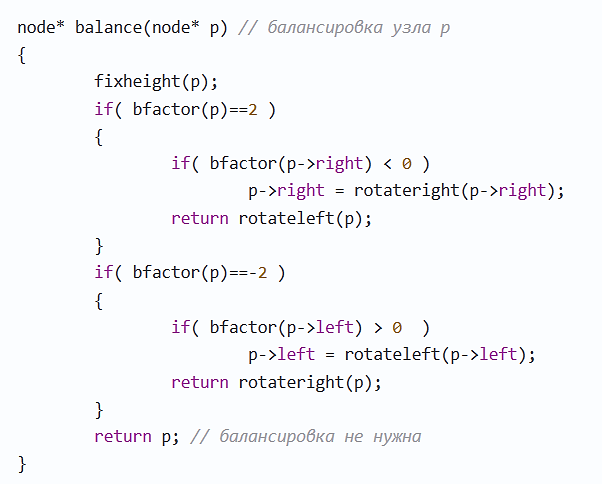 node* balance(node* p) // балансировка узла p
{
	fixheight(p);
	if( bfactor(p)==2 )
	{
		if( bfactor(p->right) < 0 )
			p->right = rotateright(p->right);
		return rotateleft(p);
	}
	if( bfactor(p)==-2 )
	{
		if( bfactor(p->left) > 0  )
			p->left = rotateleft(p->left);
		return rotateright(p);
	}
	return p; // балансировка не нужна
}